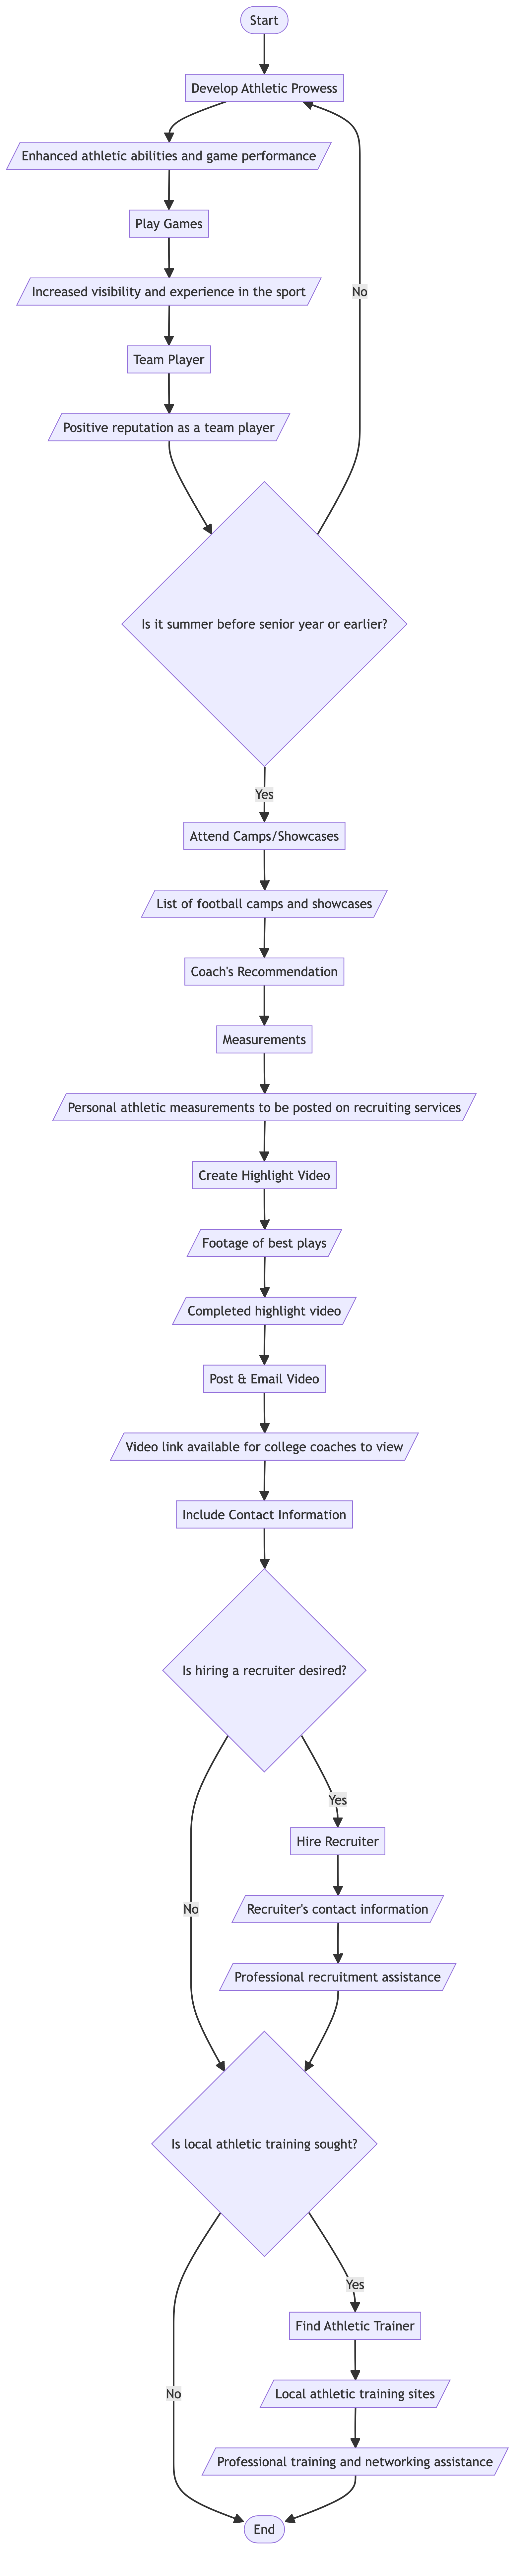 Start
Develop Athletic Prowess
Enhanced athletic abilities and game performance
Play Games
Increased visibility and experience in the sport
No
Team Player
Positive reputation as a team player
Is it summer before senior year or earlier?
Yes
Attend Camps/Showcases
List of football camps and showcases
Coach's Recommendation
Measurements
Personal athletic measurements to be posted on recruiting services
Create Highlight Video
Footage of best plays
Completed highlight video
Post & Email Video
Video link available for college coaches to view
Include Contact Information
Is hiring a recruiter desired?
Yes
Hire Recruiter
No
Recruiter's contact information
Professional recruitment assistance
Is local athletic training sought?
Yes
Find Athletic Trainer
No
Local athletic training sites
Professional training and networking assistance
End